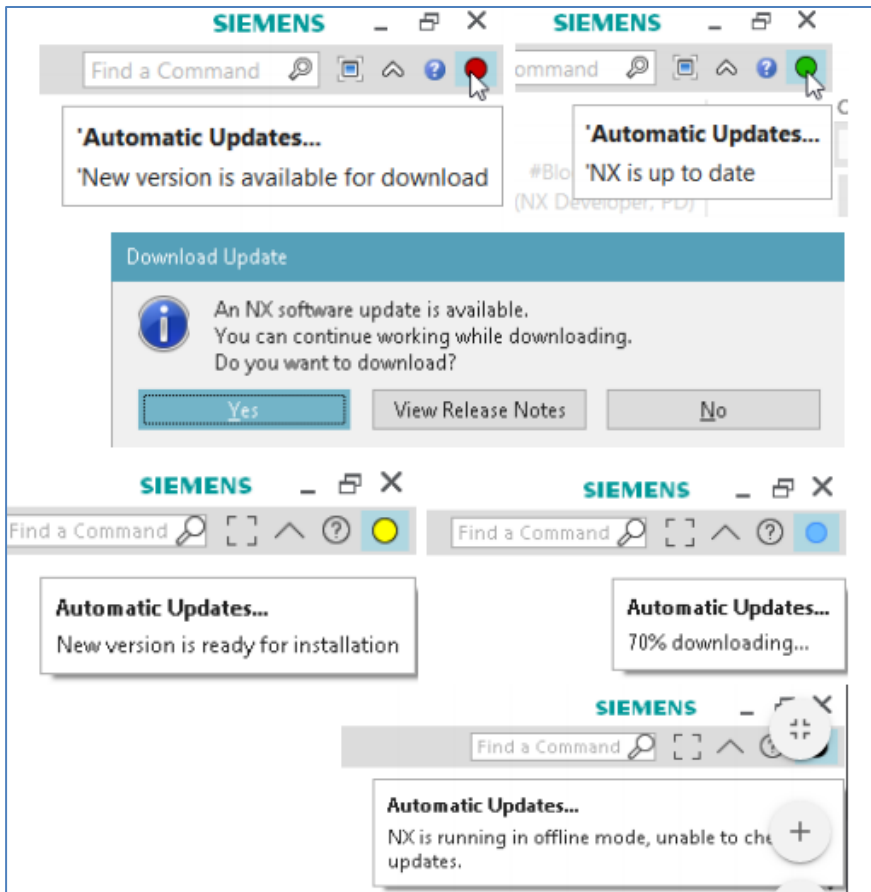 SIEMENS
Find a Command
'Automatic Updates...
'New version is available for download
SIEMENS
ommand
'Automatic Updates...
'NX is up to date
#Blo
(NX Developer, PD)
Download Update
An NX software update is available.
You can continue working while downloading.
Do you want to download?
Yes
View Release Notes
No
SIEMENS
Find a Command
Automatic Updates...
New version is ready for installation
SIEMENS
Find a Command
Automatic Updates...
70% downloading...
SIEMENS
Find a Command
Automatic Updates...
NX is running in offline mode, unable to che
updates.